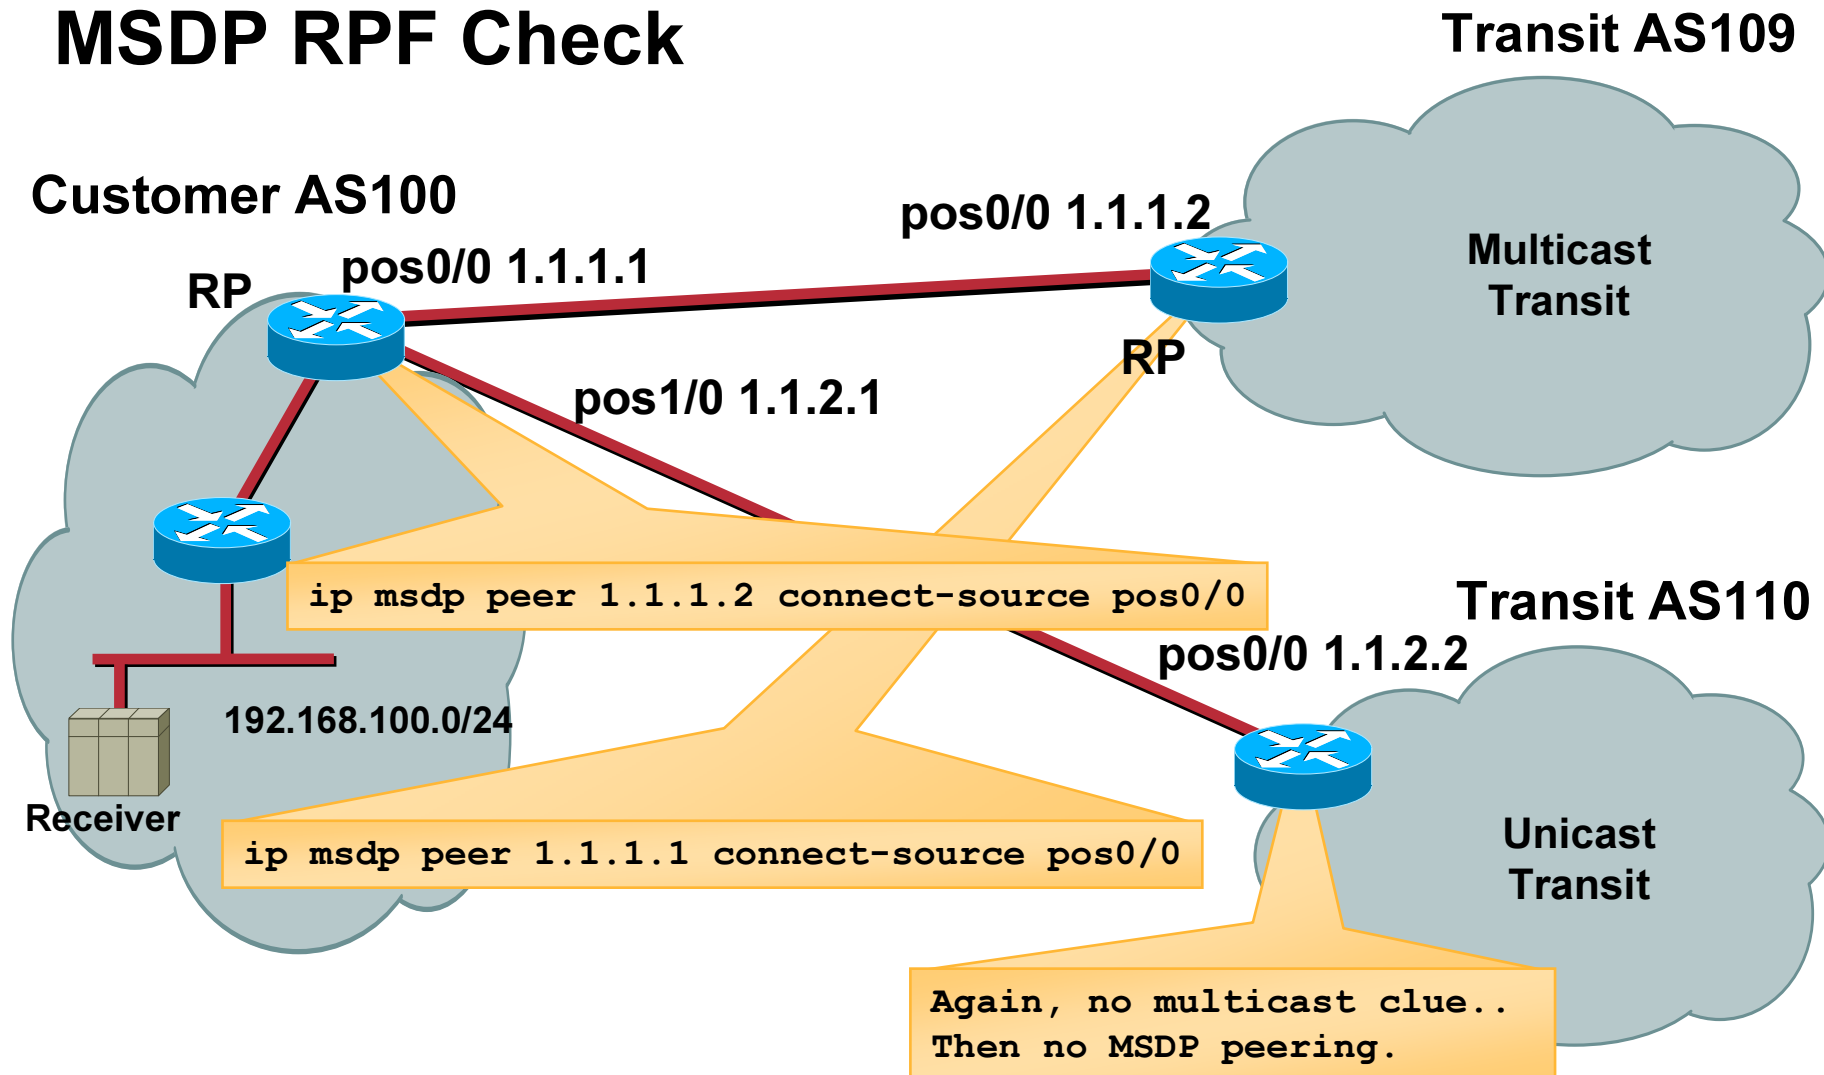 MSDP RPF Check
Transit AS109
Customer AS100
pos0/0 1.1.1.2
Multicast
Transit
RP
pos0/0 1.1.1.1
RP
pos1/0 1.1.2.1
ip msdp peer 1.1.1.2 connect-source pos0/0
Transit AS110
pos0/0 1.1.2.2
192.168.100.0/24
Receiver
ip msdp peer 1.1.1.1 connect-source pos0/0
Unicast
Transit
Again, no multicast clue..
Then no MSDP peering.